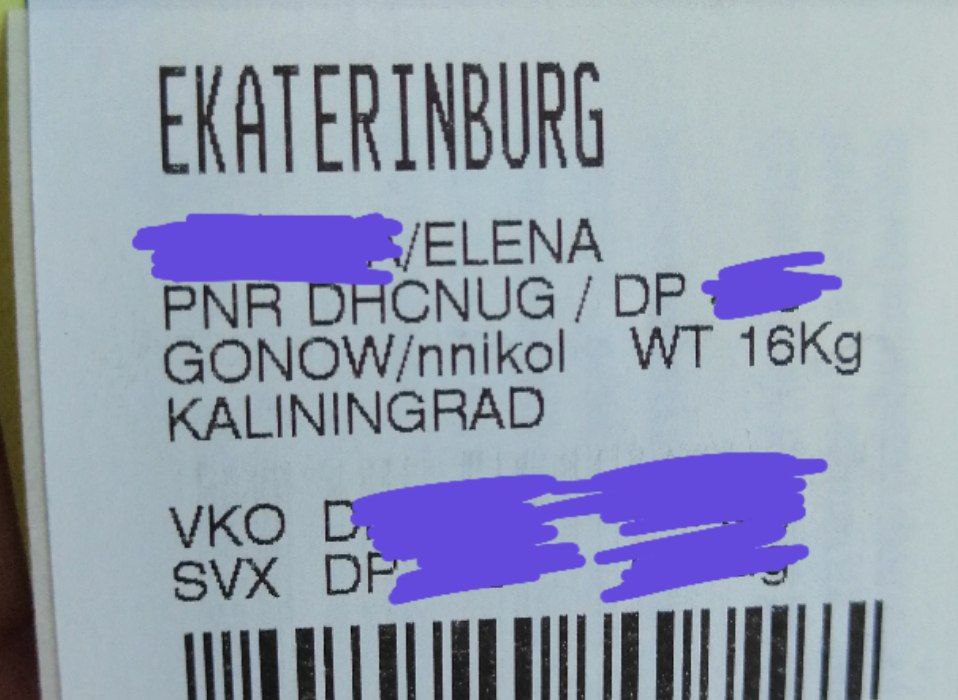 EKATERINBURG
/ELENA
PNR DHCNUG / DP
GONOW/nnikol WT 16Kg
KALININGRAD
VKO
SVX DP